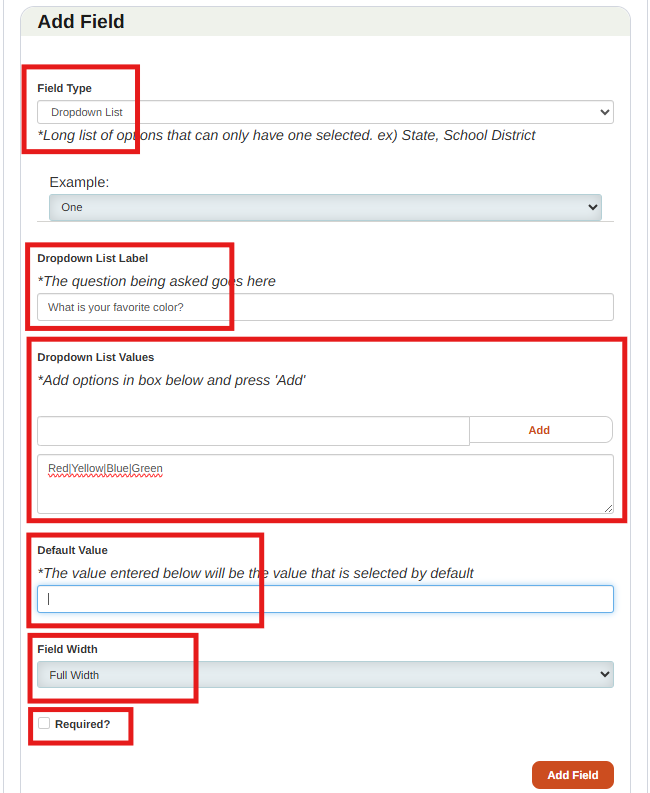 Add Field
Field Type
Dropdown List
*Long list of options that can only have one selected. ex) State, School District
Example:
One
Dropdown List Label
*The question being asked goes here
What is your favorite color?
Dropdown List Values
*Add options in box below and press 'Add'
Add
Red|Yellow|Blue|Green
Default Value
*The value entered below will be the value that is selected by default
Field Width
Full Width
Required?
Add Field